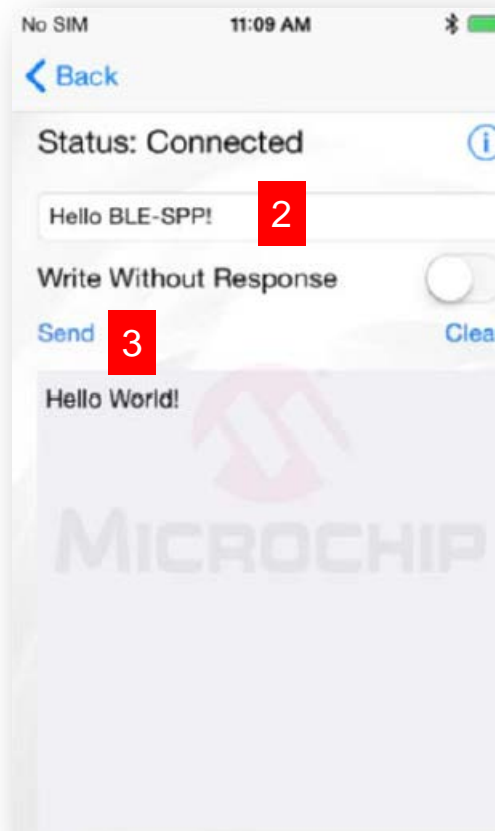 No SIM 11:09 AM
Back
Status: Connected
Hello BLE-SPP! 2
Write Without Response
Send 3 Clea
Hello World!
MICROCHIP